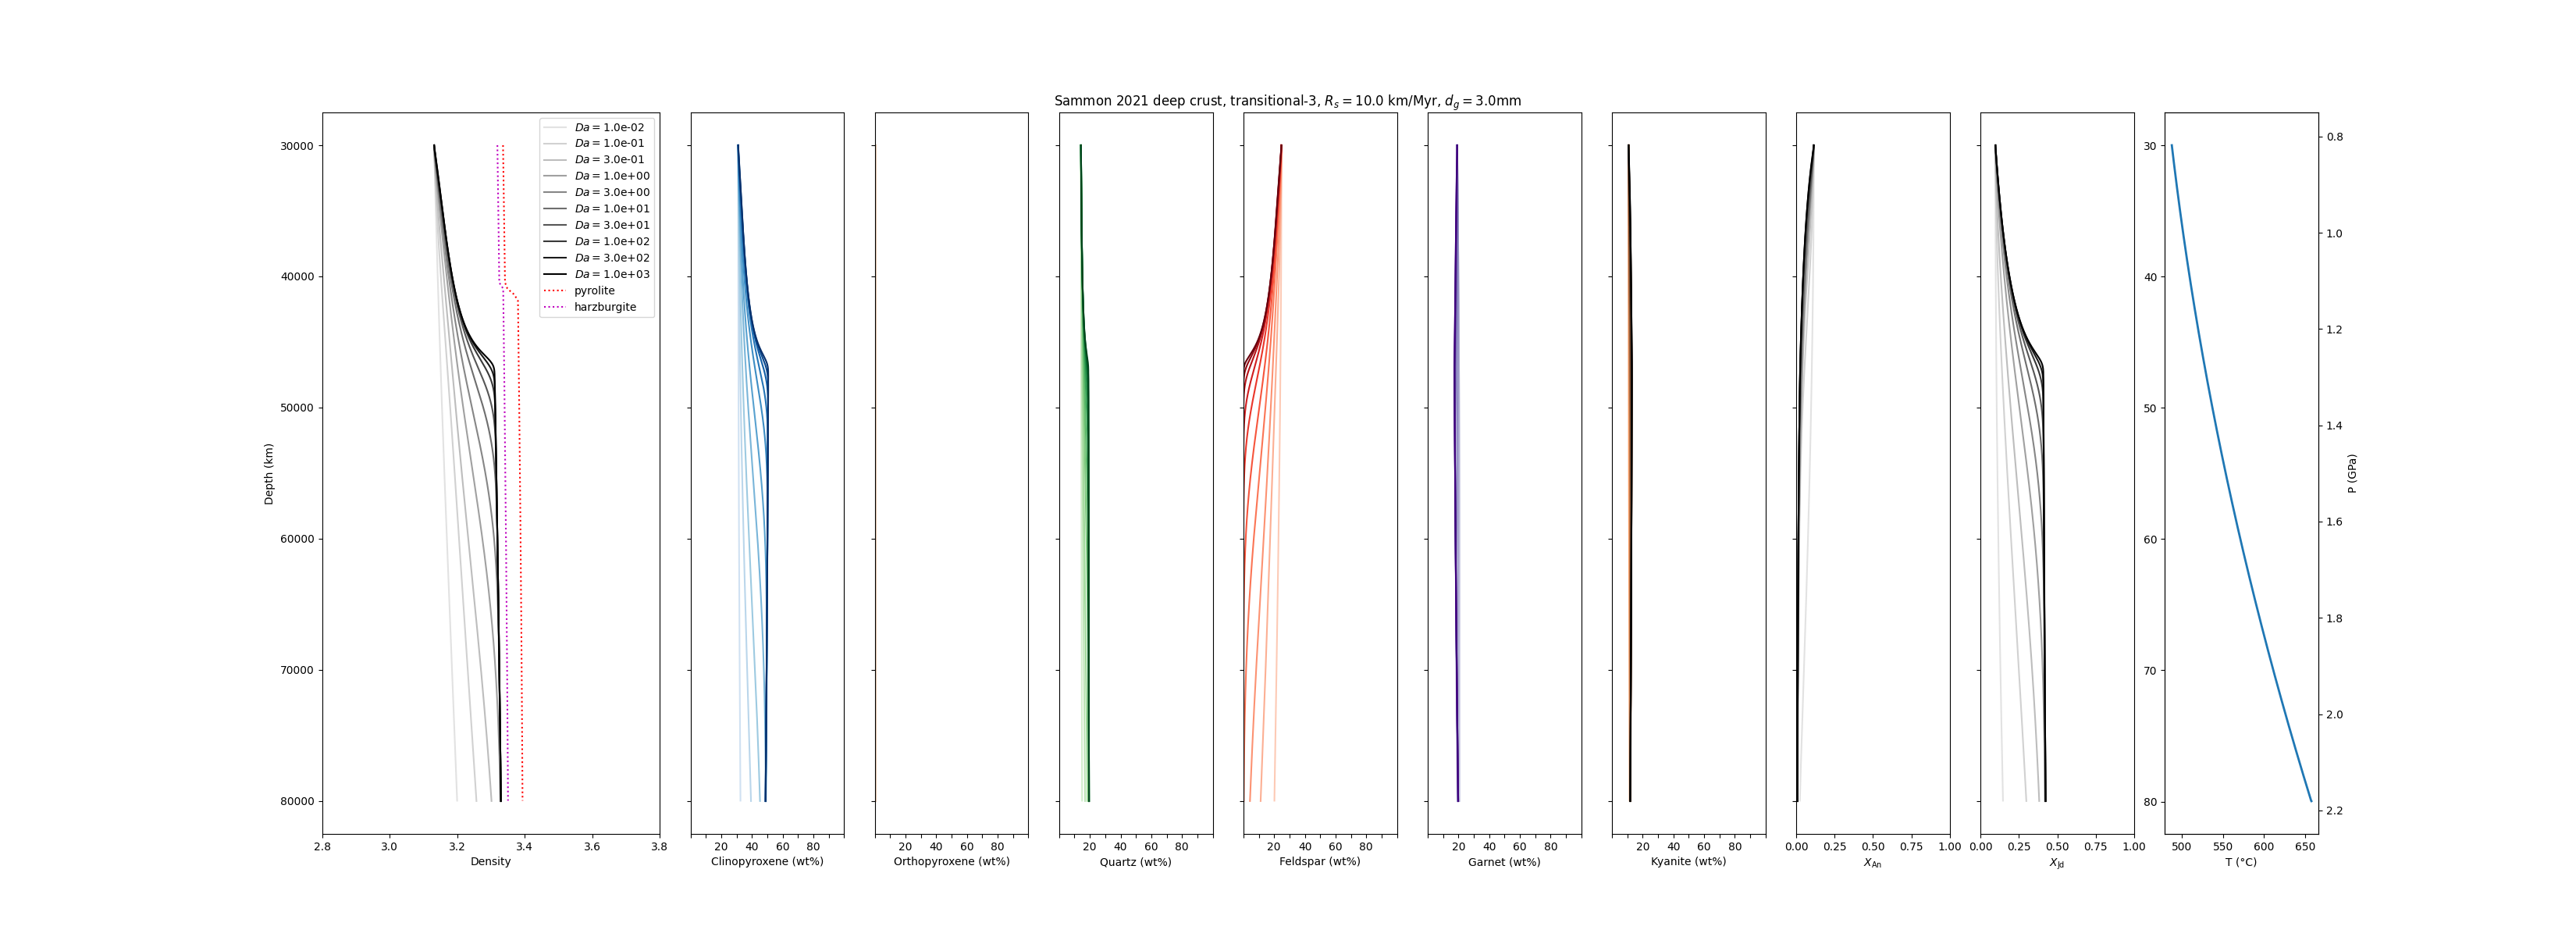 Sammon 2021 deep crust, transitional-3, R_s = 10.0 km/Myr, d_g = 3.0mm
Da = 1.0e-02
Da = 1.0e-01
Da = 3.0e-01
Da = 1.0e+00
Da = 3.0e+00
Da = 1.0e+01
Da = 3.0e+01
Da = 1.0e+02
Da = 3.0e+02
Da = 1.0e+03
pyrolite
harzburgite
Depth (km)
30000
40000
50000
60000
70000
80000
2.8 3.0 3.2 3.4 3.6 3.8
Density
20 40 60 80
Clinopyroxene (wt%)
20 40 60 80
Orthopyroxene (wt%)
20 40 60 80
Quartz (wt%)
20 40 60 80
Feldspar (wt%)
20 40 60 80
Garnet (wt%)
20 40 60 80
Kyanite (wt%)
0.00 0.25 0.50 0.75 1.00
X_An
0.00 0.25 0.50 0.75 1.00
X_Jd
30
40
50
60
70
80
500 550 600 650
T (°C)
0.8
1.0
1.2
1.4
1.6
1.8
2.0
2.2
P (GPa)